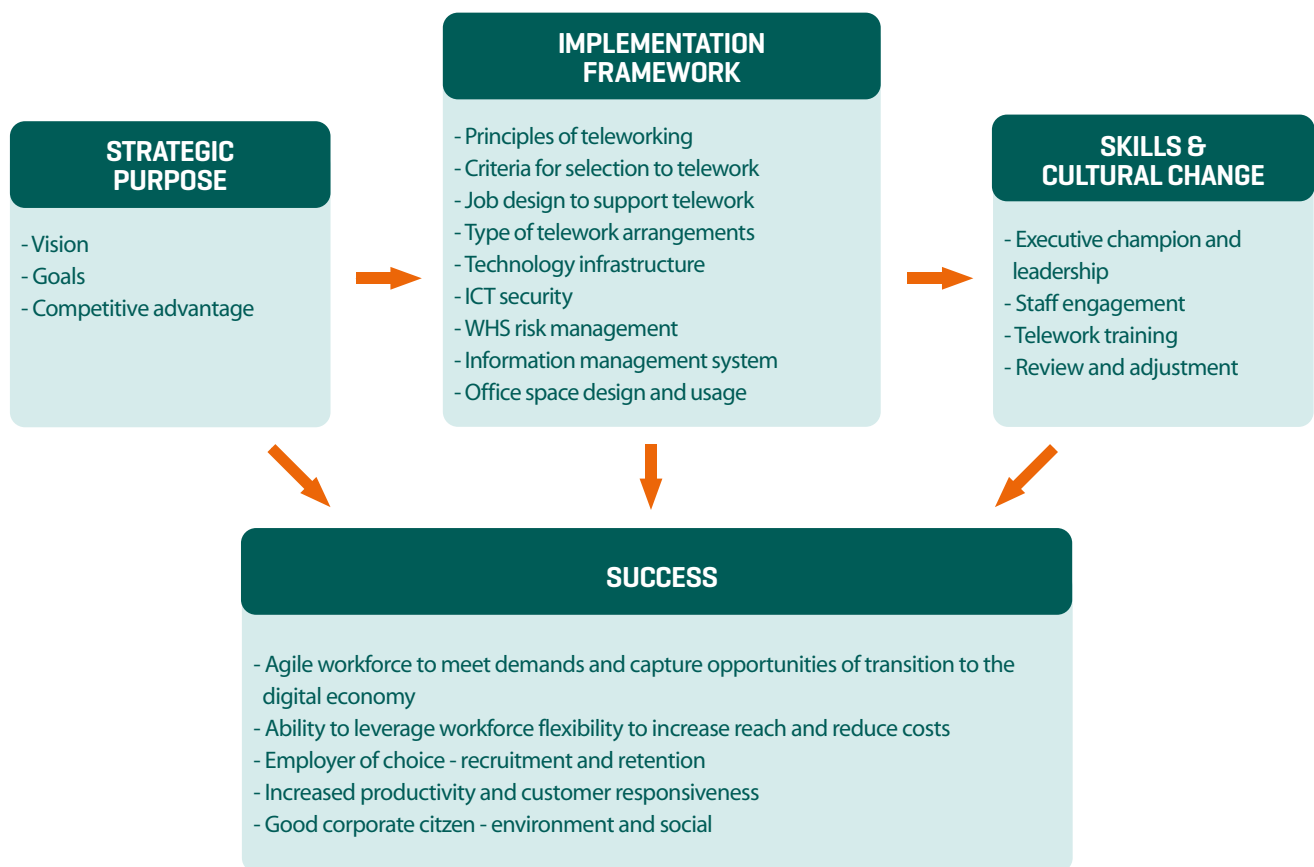 STRATEGIC
PURPOSE
- Vision
- Goals
- Competitive advantage
IMPLEMENTATION
FRAMEWORK
- Principles of teleworking
- Criteria for selection to telework
- Job design to support telework
- Type of telework arrangements
- Technology infrastructure
- ICT security
- WHS risk management
- Information management system
- Office space design and usage
SKILLS &
CULTURAL CHANGE
- Executive champion and
leadership
- Staff engagement
- Telework training
- Review and adjustment
SUCCESS
- Agile workforce to meet demands and capture opportunities of transition to the
digital economy
- Ability to leverage workforce flexibility to increase reach and reduce costs
- Employer of choice - recruitment and retention
- Increased productivity and customer responsiveness
- Good corporate citzen - environment and social